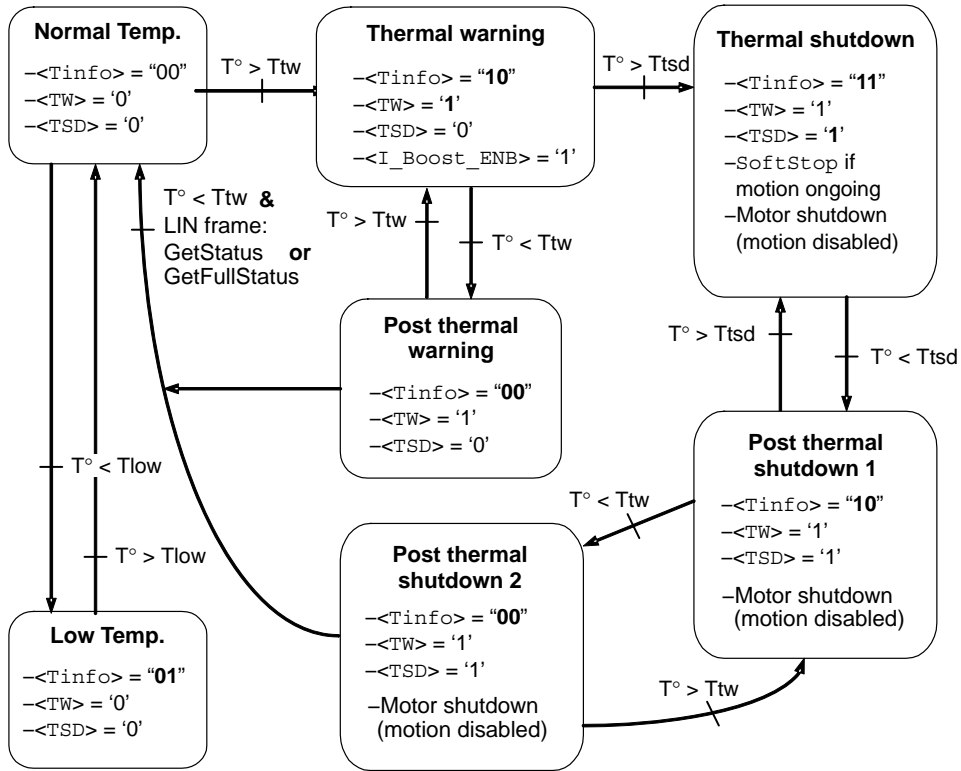 Normal Temp.
–<Tinfo> = “00”
–<TW> = ‘0’
–<TSD> = ‘0’
T° > Ttw
Thermal warning
–<Tinfo> = “10”
–<TW> = ‘1’
–<TSD> = ‘0’
–<I_Boost_ENB> = ‘1’
T° > Ttsd
Thermal shutdown
–<Tinfo> = “11”
–<TW> = ‘1’
–<TSD> = ‘1’
–SoftStop if
motion ongoing
–Motor shutdown
(motion disabled)
T° < Ttw &
LIN frame:
GetStatus or
GetFullStatus
T° > Ttw
T° < Ttw
Post thermal
warning
–<Tinfo> = “00”
–<TW> = ‘1’
–<TSD> = ‘0’
T° > Ttsd
T° < Ttsd
Post thermal
shutdown 1
–<Tinfo> = “10”
–<TW> = ‘1’
–<TSD> = ‘1’
–Motor shutdown
(motion disabled)
T° < Ttw
Post thermal
shutdown 2
–<Tinfo> = “00”
–<TW> = ‘1’
–<TSD> = ‘1’
–Motor shutdown
(motion disabled)
T° > Ttw
T° < Tlow
T° > Tlow
Low Temp.
–<Tinfo> = “01”
–<TW> = ‘0’
–<TSD> = ‘0’